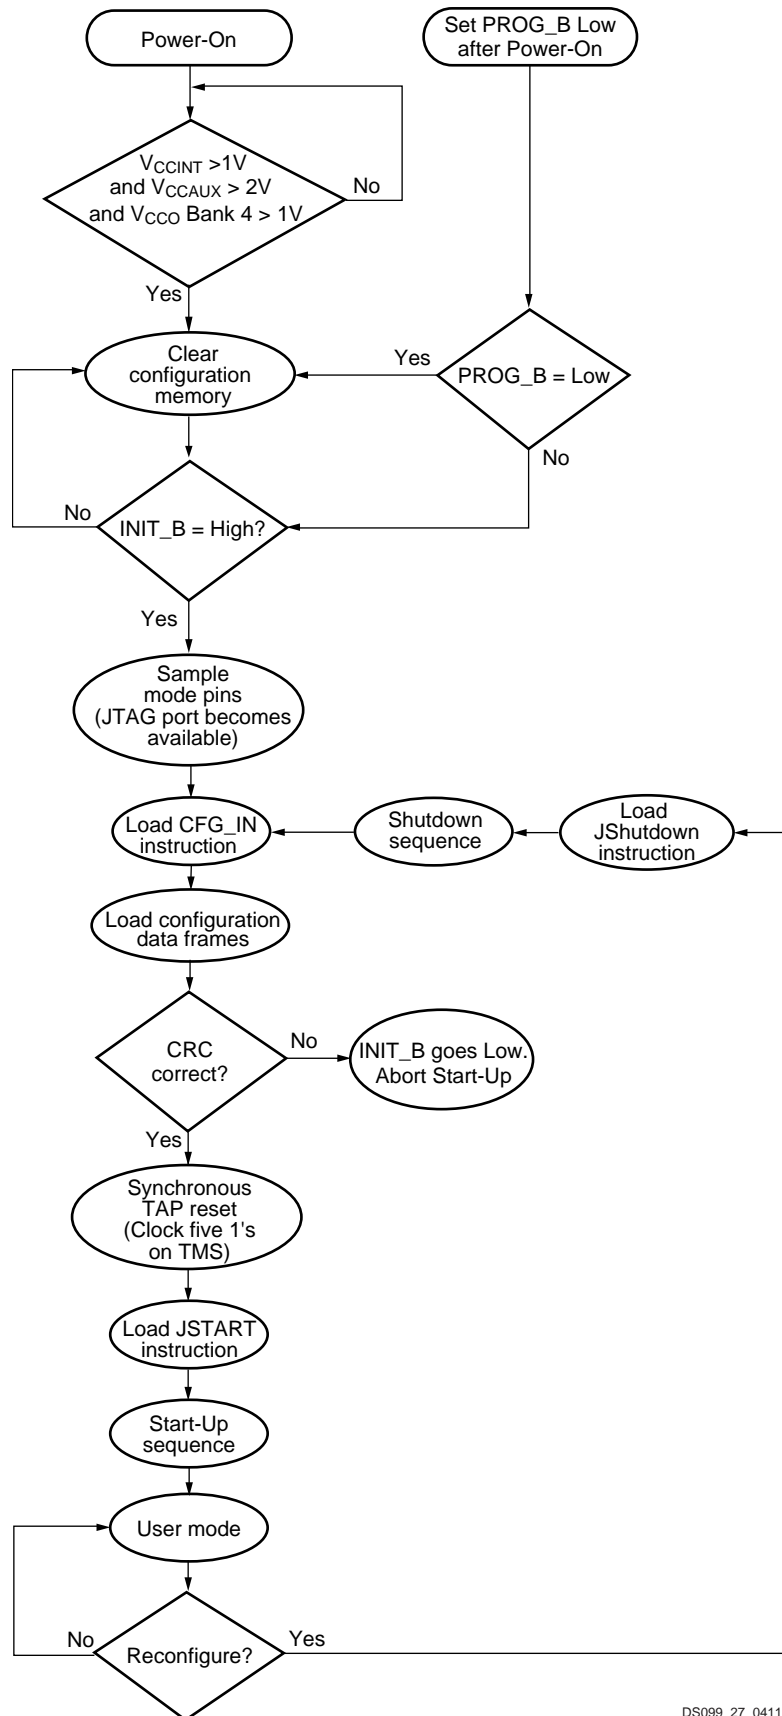 Power-On
Set PROG_B Low
after Power-On
VCCINT >1V
and VCCAUX > 2V
and VCCO Bank 4 > 1V
No
Yes
Clear
configuration
memory
Yes
PROG_B = Low
No
No
INIT_B = High?
Yes
Sample
mode pins
(JTAG port becomes
available)
Load CFG_IN
instruction
Shutdown
sequence
Load
JShutdown
instruction
Load configuration
data frames
CRC
correct?
No
INIT_B goes Low.
Abort Start-Up
Yes
Synchronous
TAP reset
(Clock five 1's
on TMS)
Load JSTART
instruction
Start-Up
sequence
User mode
No
Reconfigure?
Yes
DS099_27_0411